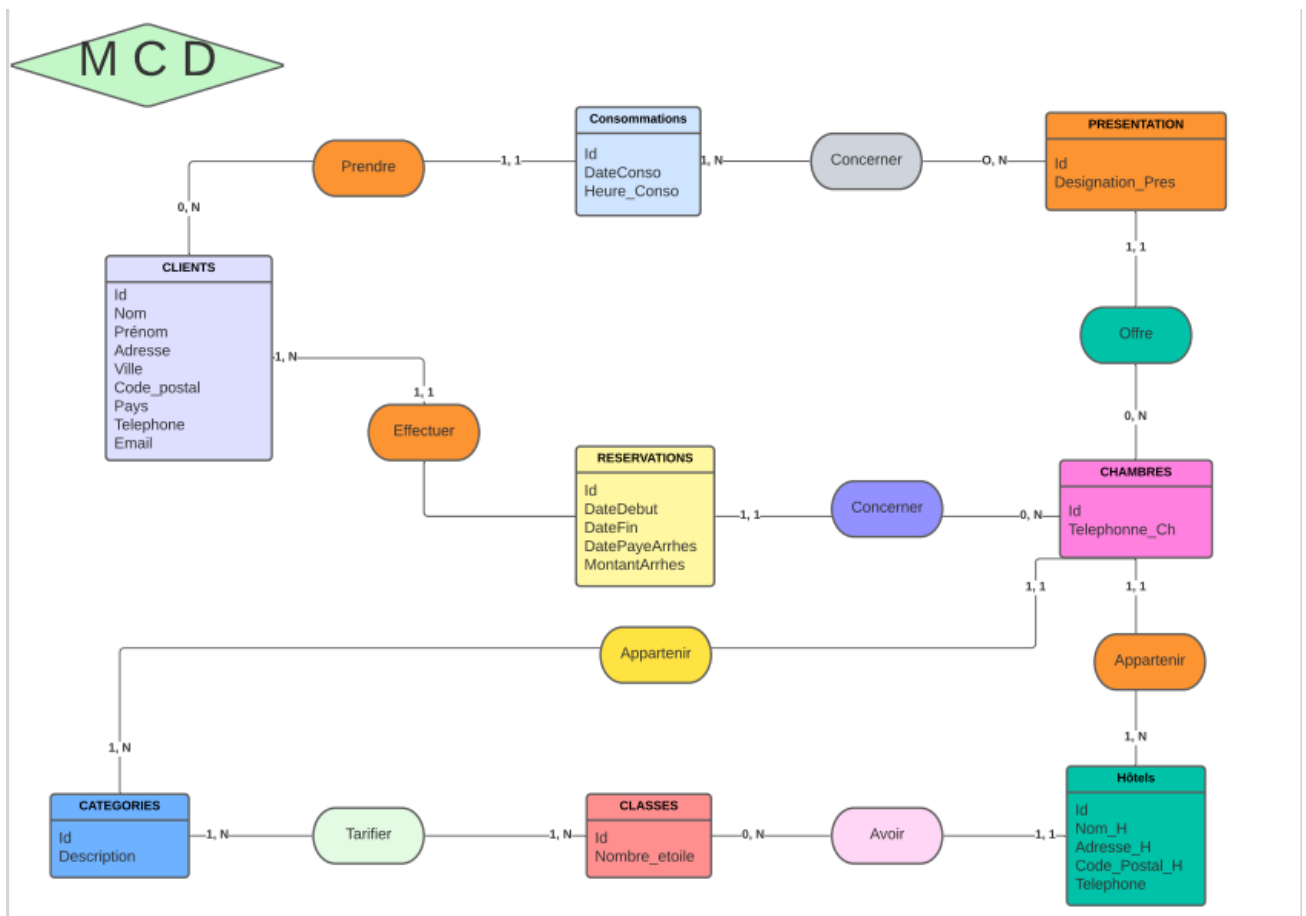 M C D
Consommations
Id
DateConso
Heure_Conso
Prendre
1, 1
1, N
Concerner
O, N
PRESENTATION
Id
Designation_Pres
0, N
1, 1
CLIENTS
Id
Nom
Prénom
Adresse
Ville
Code_postal
Pays
Telephone
Email
1, N
1, 1
Effectuer
Offre
0, N
RESERVATIONS
Id
DateDebut
DateFin
DatePayeArrhes
MontantArrhes
1, 1
Concerner
0, N
CHAMBRES
Id
Telephonne_Ch
1, 1
1, 1
Appartenir
Appartenir
1, N
1, N
CATEGORIES
Id
Description
1, N
Tarifier
1, N
CLASSES
Id
Nombre_etoile
0, N
Avoir
1, 1
Hôtels
Id
Nom_H
Adresse_H
Code_Postal_H
Telephone